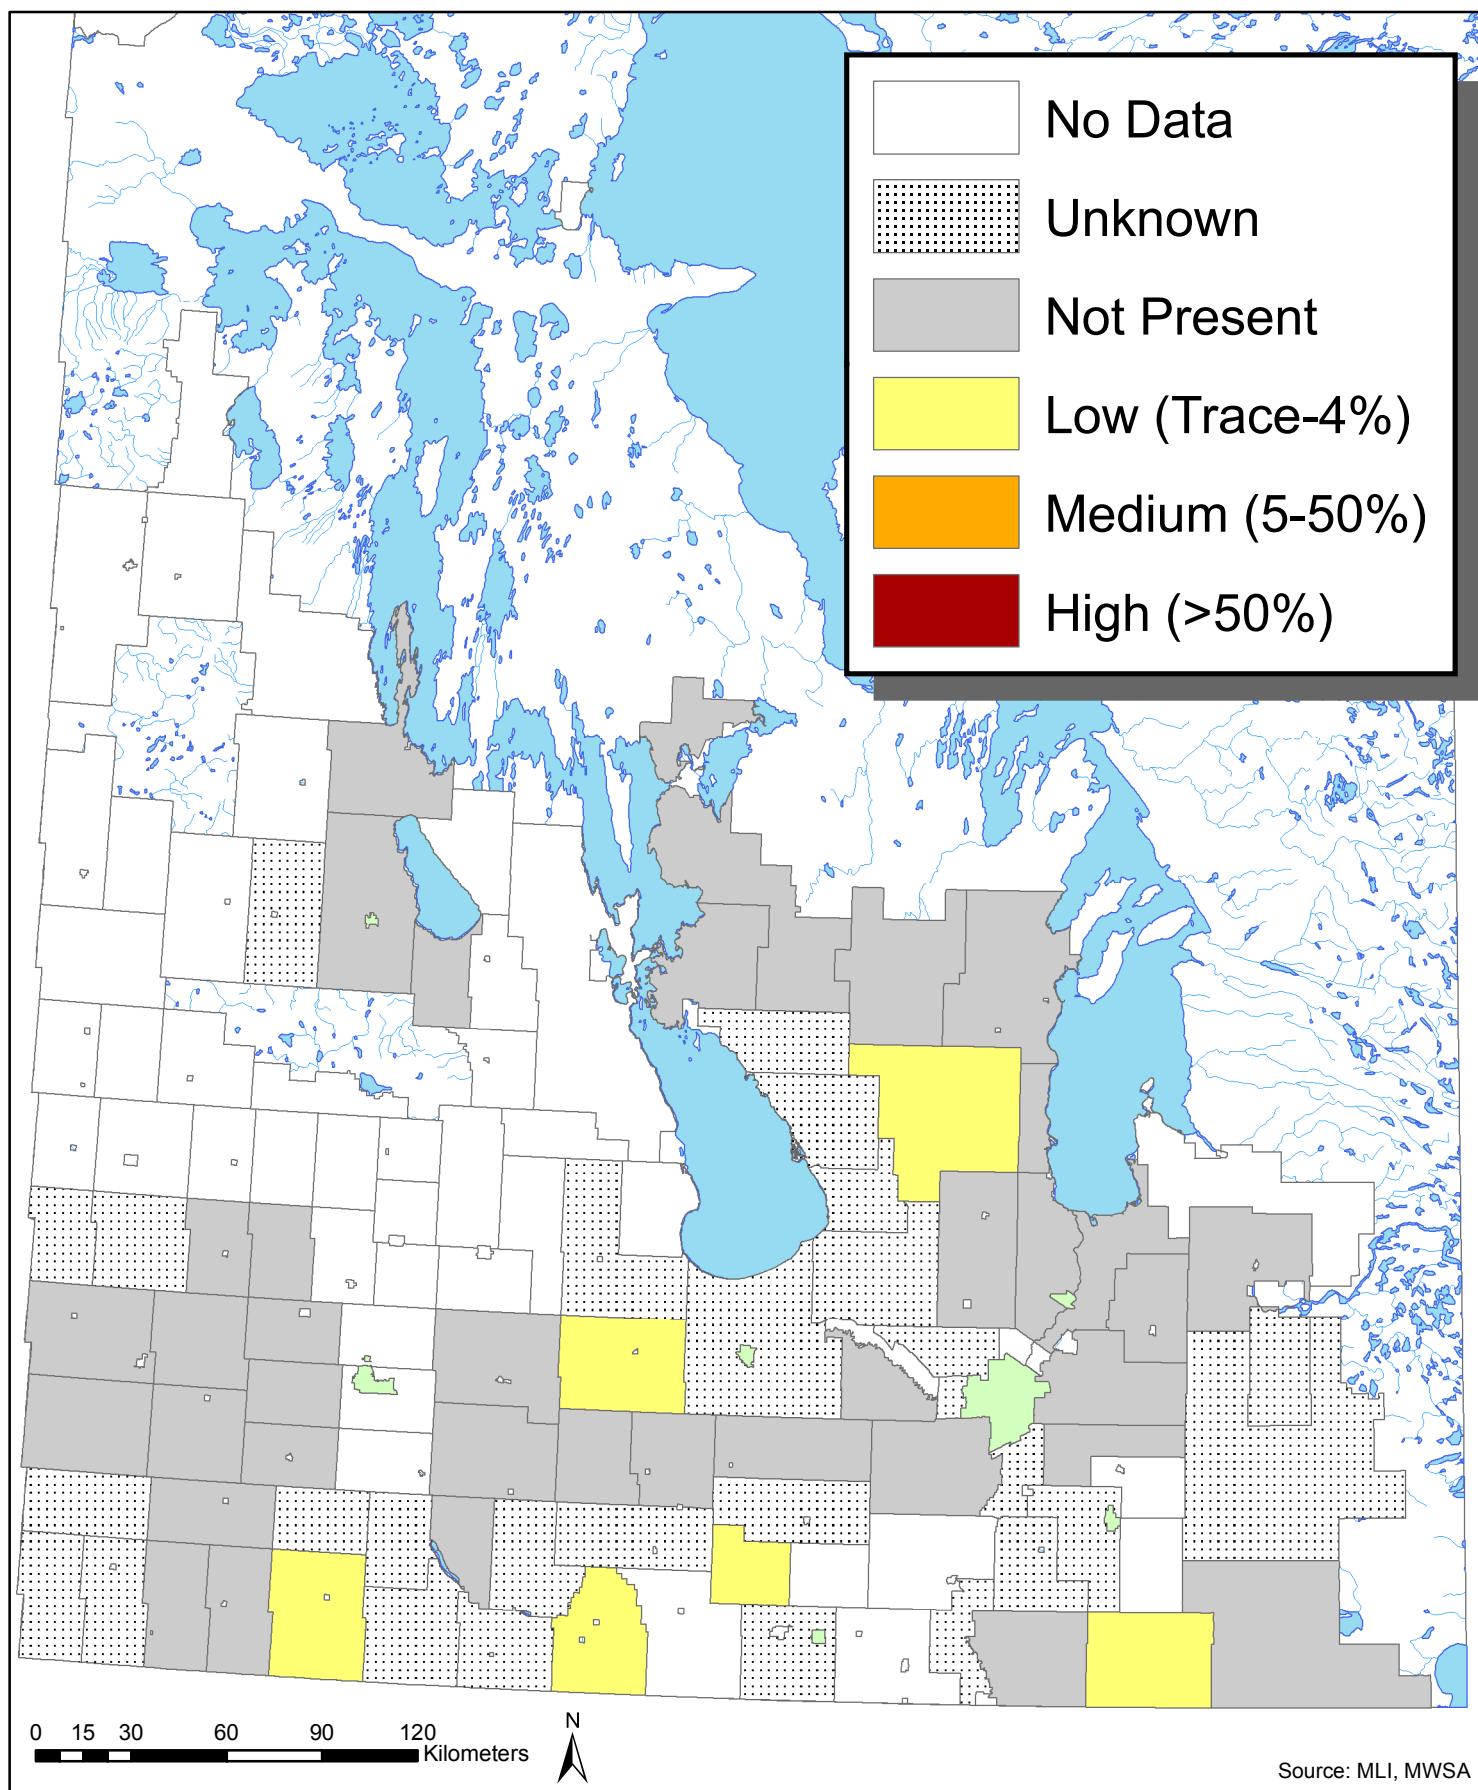 No Data
Unknown
Not Present
Low (Trace-4%)
Medium (5-50%)
High (>50%)
0 15 30 60 90 120
Kilometers
N
Source: MLI, MWSA